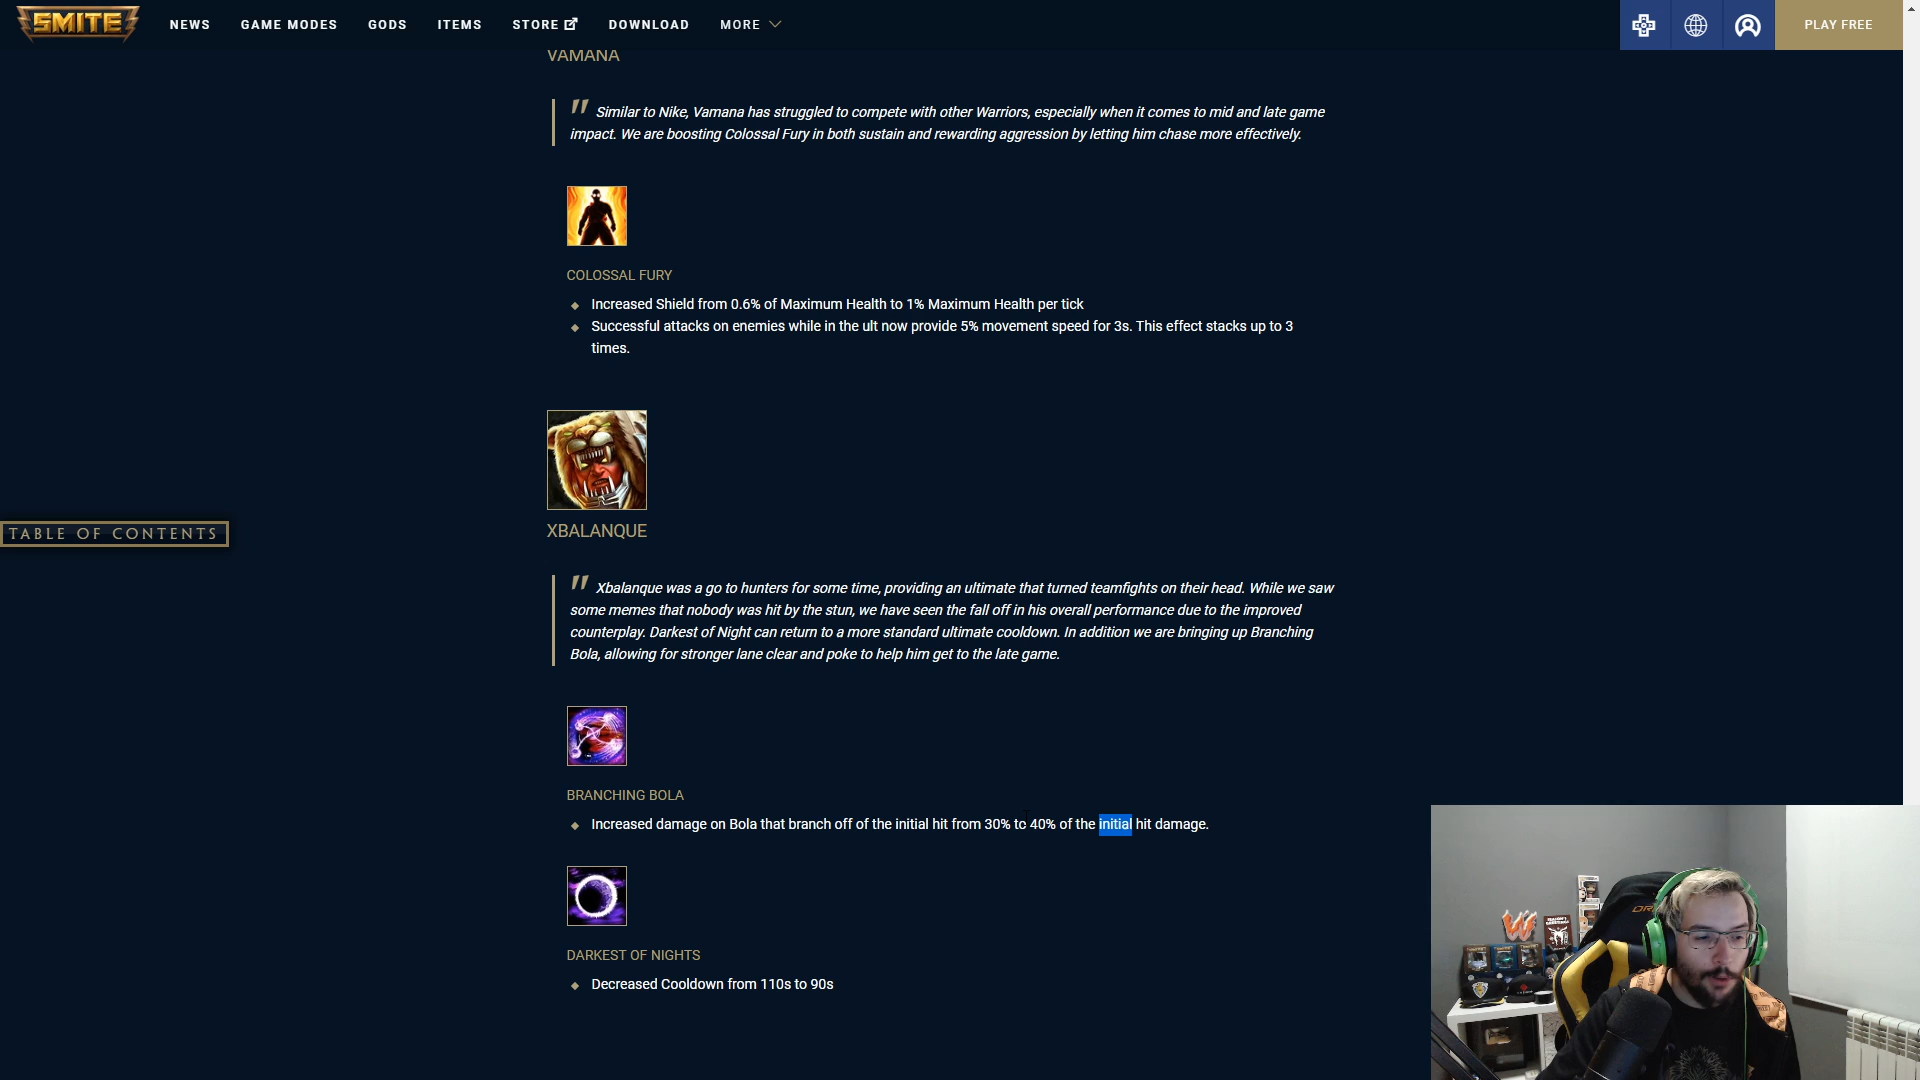 SMITE
NEWS
GAME MODES
GODS
ITEMS
STORE
DOWNLOAD
MORE
PLAY FREE
VAMANA
" Similar to Nike, Vamana has struggled to compete with other Warriors, especially when it comes to mid and late game
impact. We are boosting Colossal Fury in both sustain and rewarding aggression by letting him chase more effectively.
COLOSSAL FURY
Increased Shield from 0.6% of Maximum Health to 1% Maximum Health per tick
Successful attacks on enemies while in the ult now provide 5% movement speed for 3s. This effect stacks up to 3
times.
TABLE OF CONTENTS
XBALANQUE
" Xbalanque was a go to hunters for some time, providing an ultimate that turned teamfights on their head. While we saw
some memes that nobody was hit by the stun, we have seen the fall off in his overall performance due to the improved
counterplay. Darkest of Night can return to a more standard ultimate cooldown. In addition we are bringing up Branching
Bola, allowing for stronger lane clear and poke to help him get to the late game.
BRANCHING BOLA
Increased damage on Bola that branch off of the initial hit from 30% to 40% of the initial hit damage.
DARKEST OF NIGHTS
Decreased Cooldown from 110s to 90s